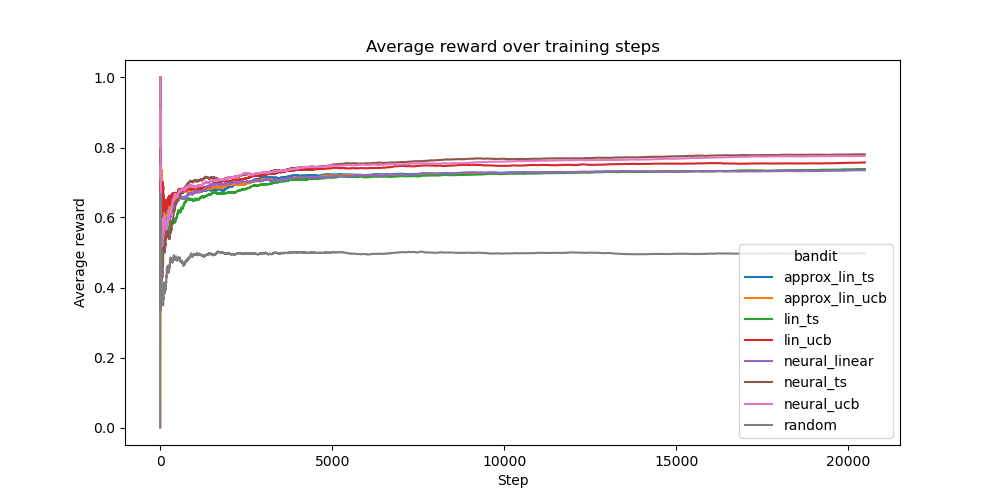 Average reward over training steps
1.0
0.8
0.6
0.4
0.2
0.0
Average reward
0
5000
10000
15000
20000
Step
bandit
approx_lin_ts
approx_lin_ucb
lin_ts
lin_ucb
neural_linear
neural_ts
neural_ucb
random